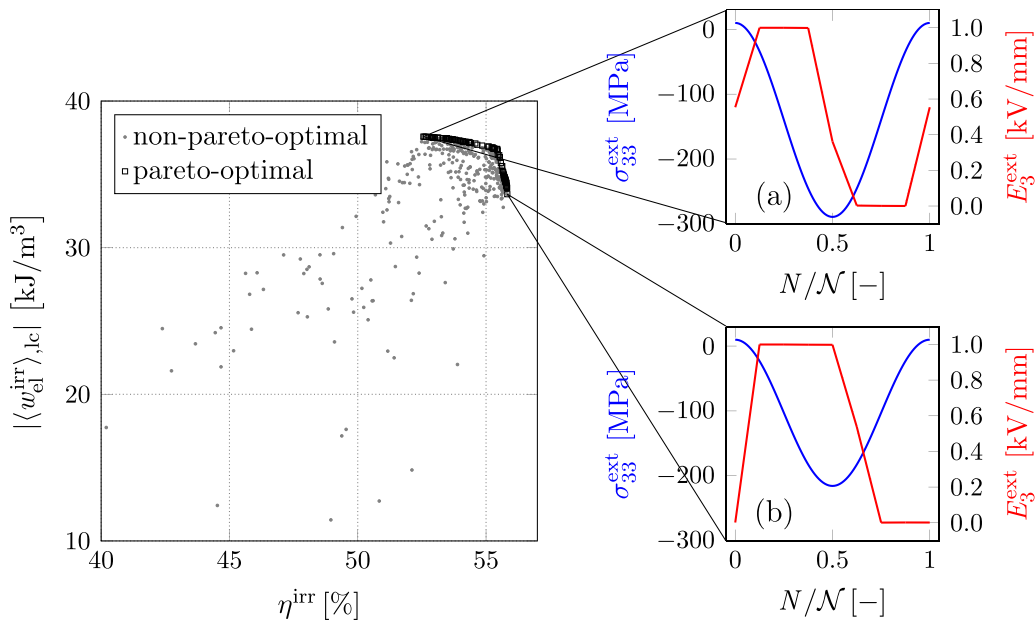 non-pareto-optimal
pareto-optimal
40
30
20
10
40
45
50
55
η^irr [%]
|⟨w_el^irr⟩,lc| [kJ/m³]
0
−100
−200
−300
σ_33^ext [MPa]
1.0
0.8
0.6
0.4
0.2
0.0
E_3^ext [kV/mm]
(a)
0
0.5
1
N/𝒩 [−]
0
−100
−200
−300
σ_33^ext [MPa]
1.0
0.8
0.6
0.4
0.2
0.0
E_3^ext [kV/mm]
(b)
0
0.5
1
N/𝒩 [−]